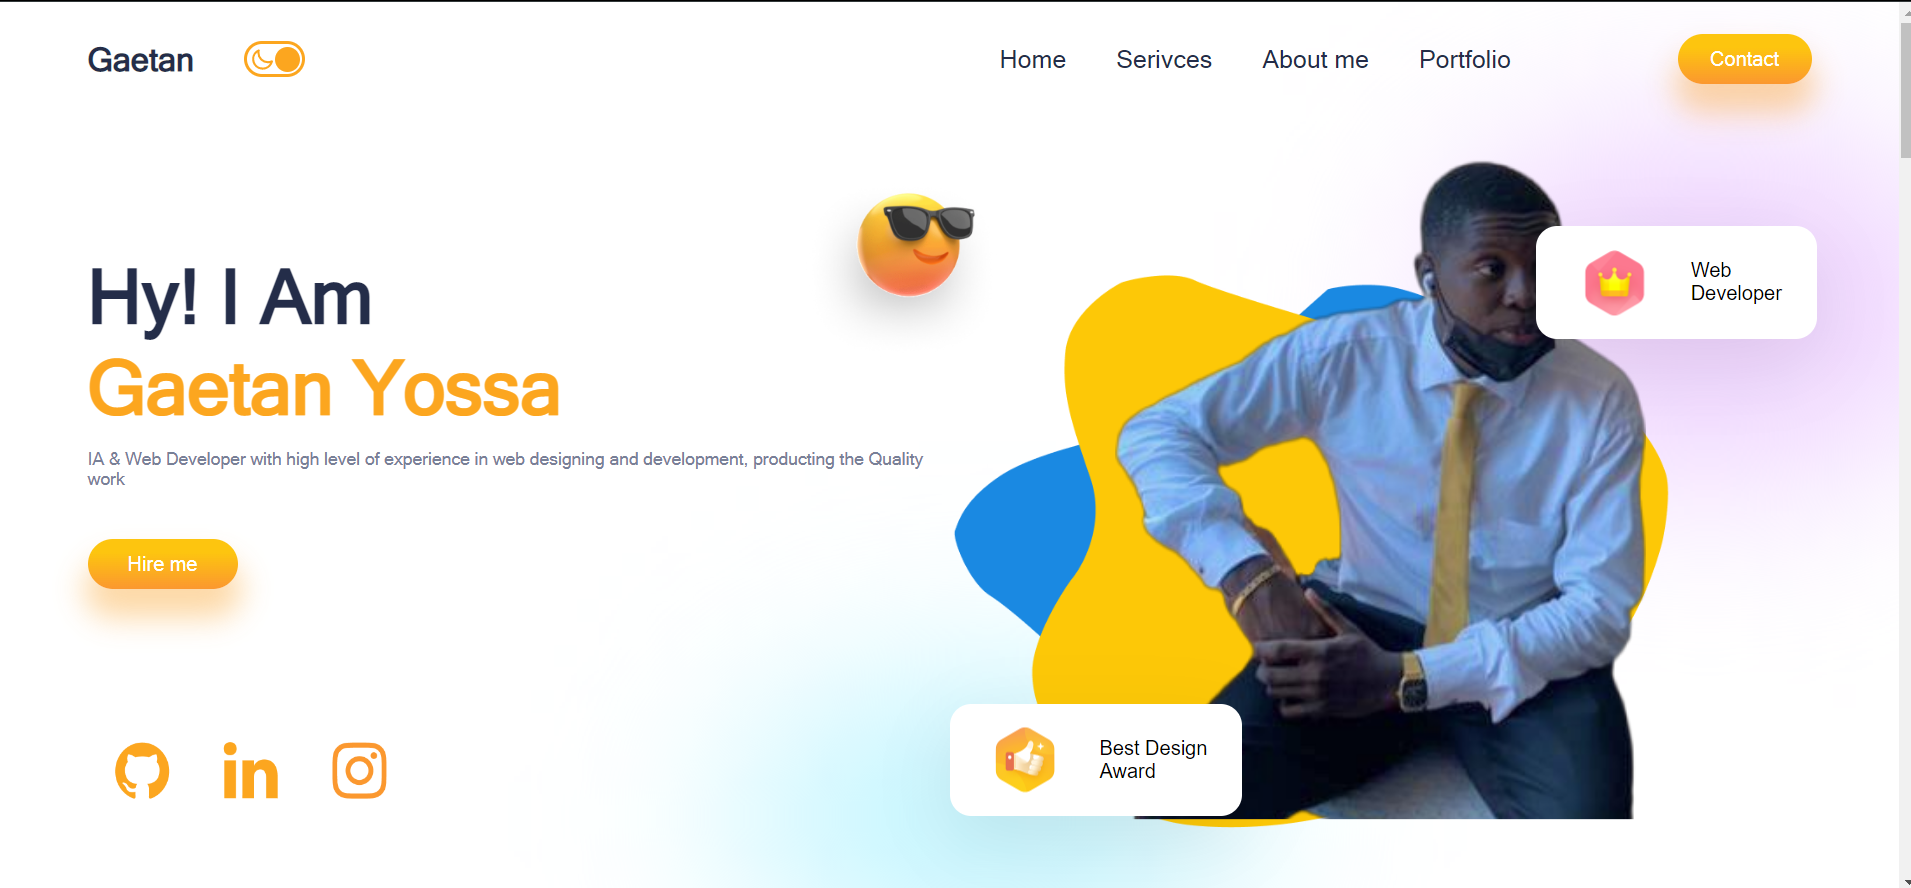 Gaetan
Home
Serivces
About me
Portfolio
Contact
Hy! I Am
Gaetan Yossa
IA & Web Developer with high level of experience in web designing and development, producting the Quality
work
Hire me
Web
Developer
Best Design
Award
in